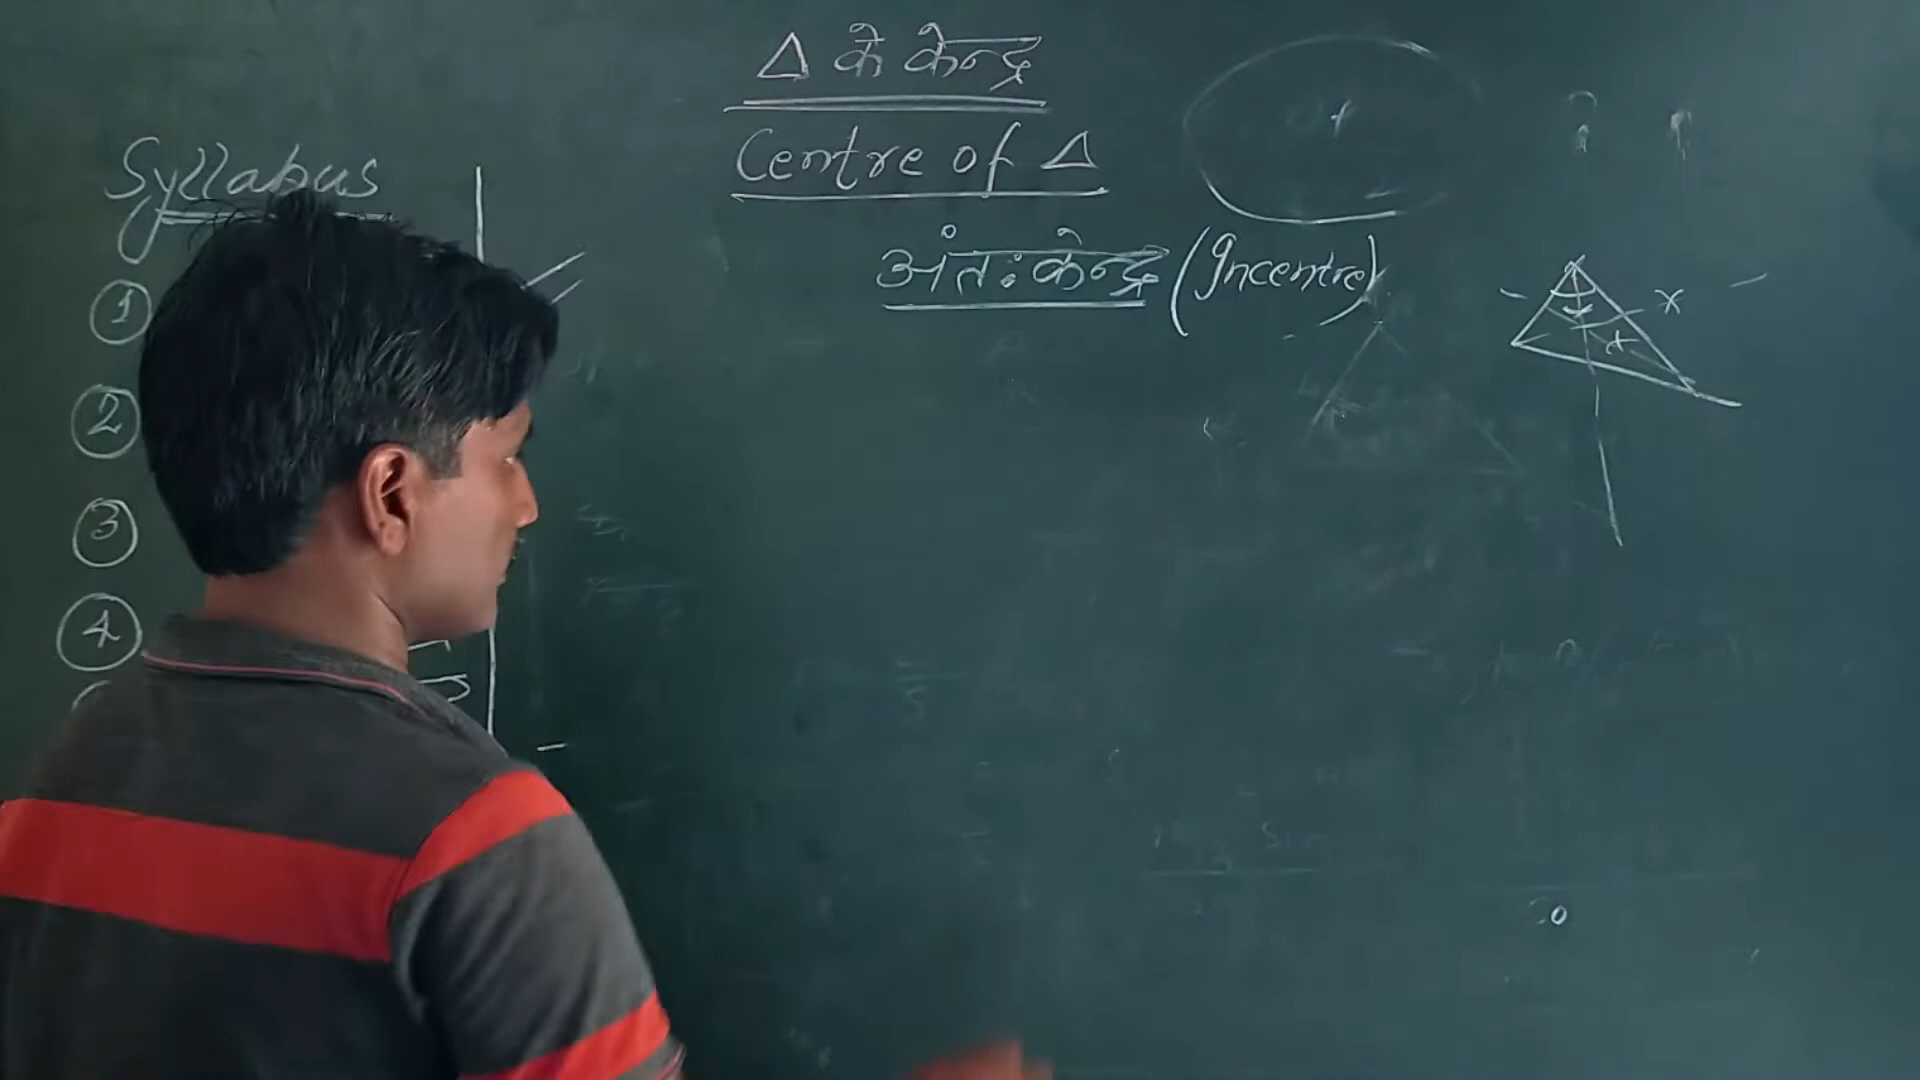 Δ के केन्द्र
Centre of Δ
अंतःकेन्द्र (Incentre)
Syllabus
1
2
3
4
x